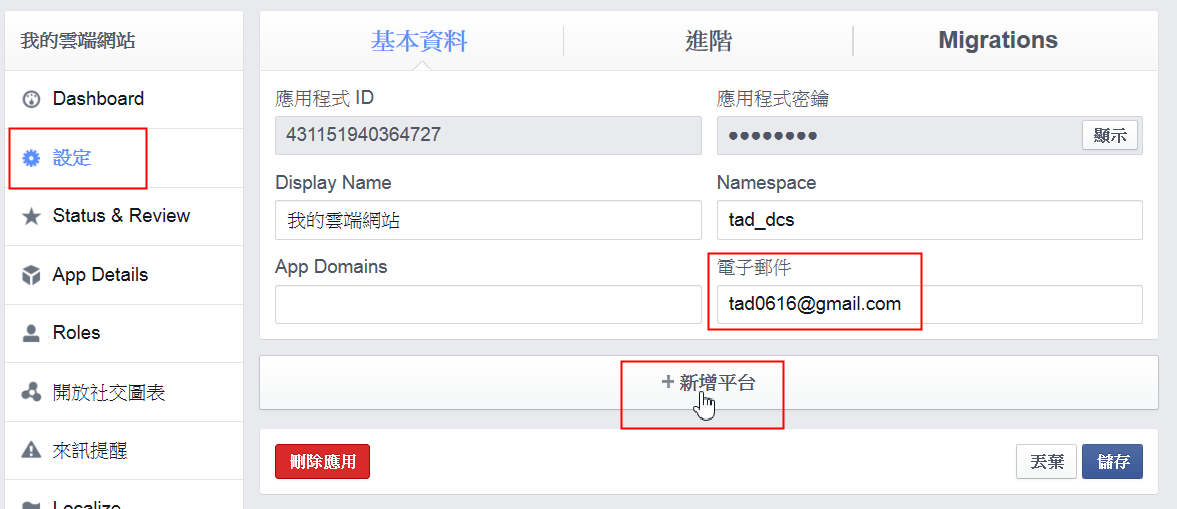 我的雲端網站
Dashboard
設定
Status & Review
App Details
Roles
開放社交圖表
來訊提醒
Localize
基本資料
進階
Migrations
應用程式 ID
應用程式密鑰
431151940364727
●●●●●●●●
顯示
Display Name
Namespace
我的雲端網站
tad_dcs
App Domains
電子郵件
tad0616@gmail.com
+ 新增平台
刪除應用
丟棄
儲存